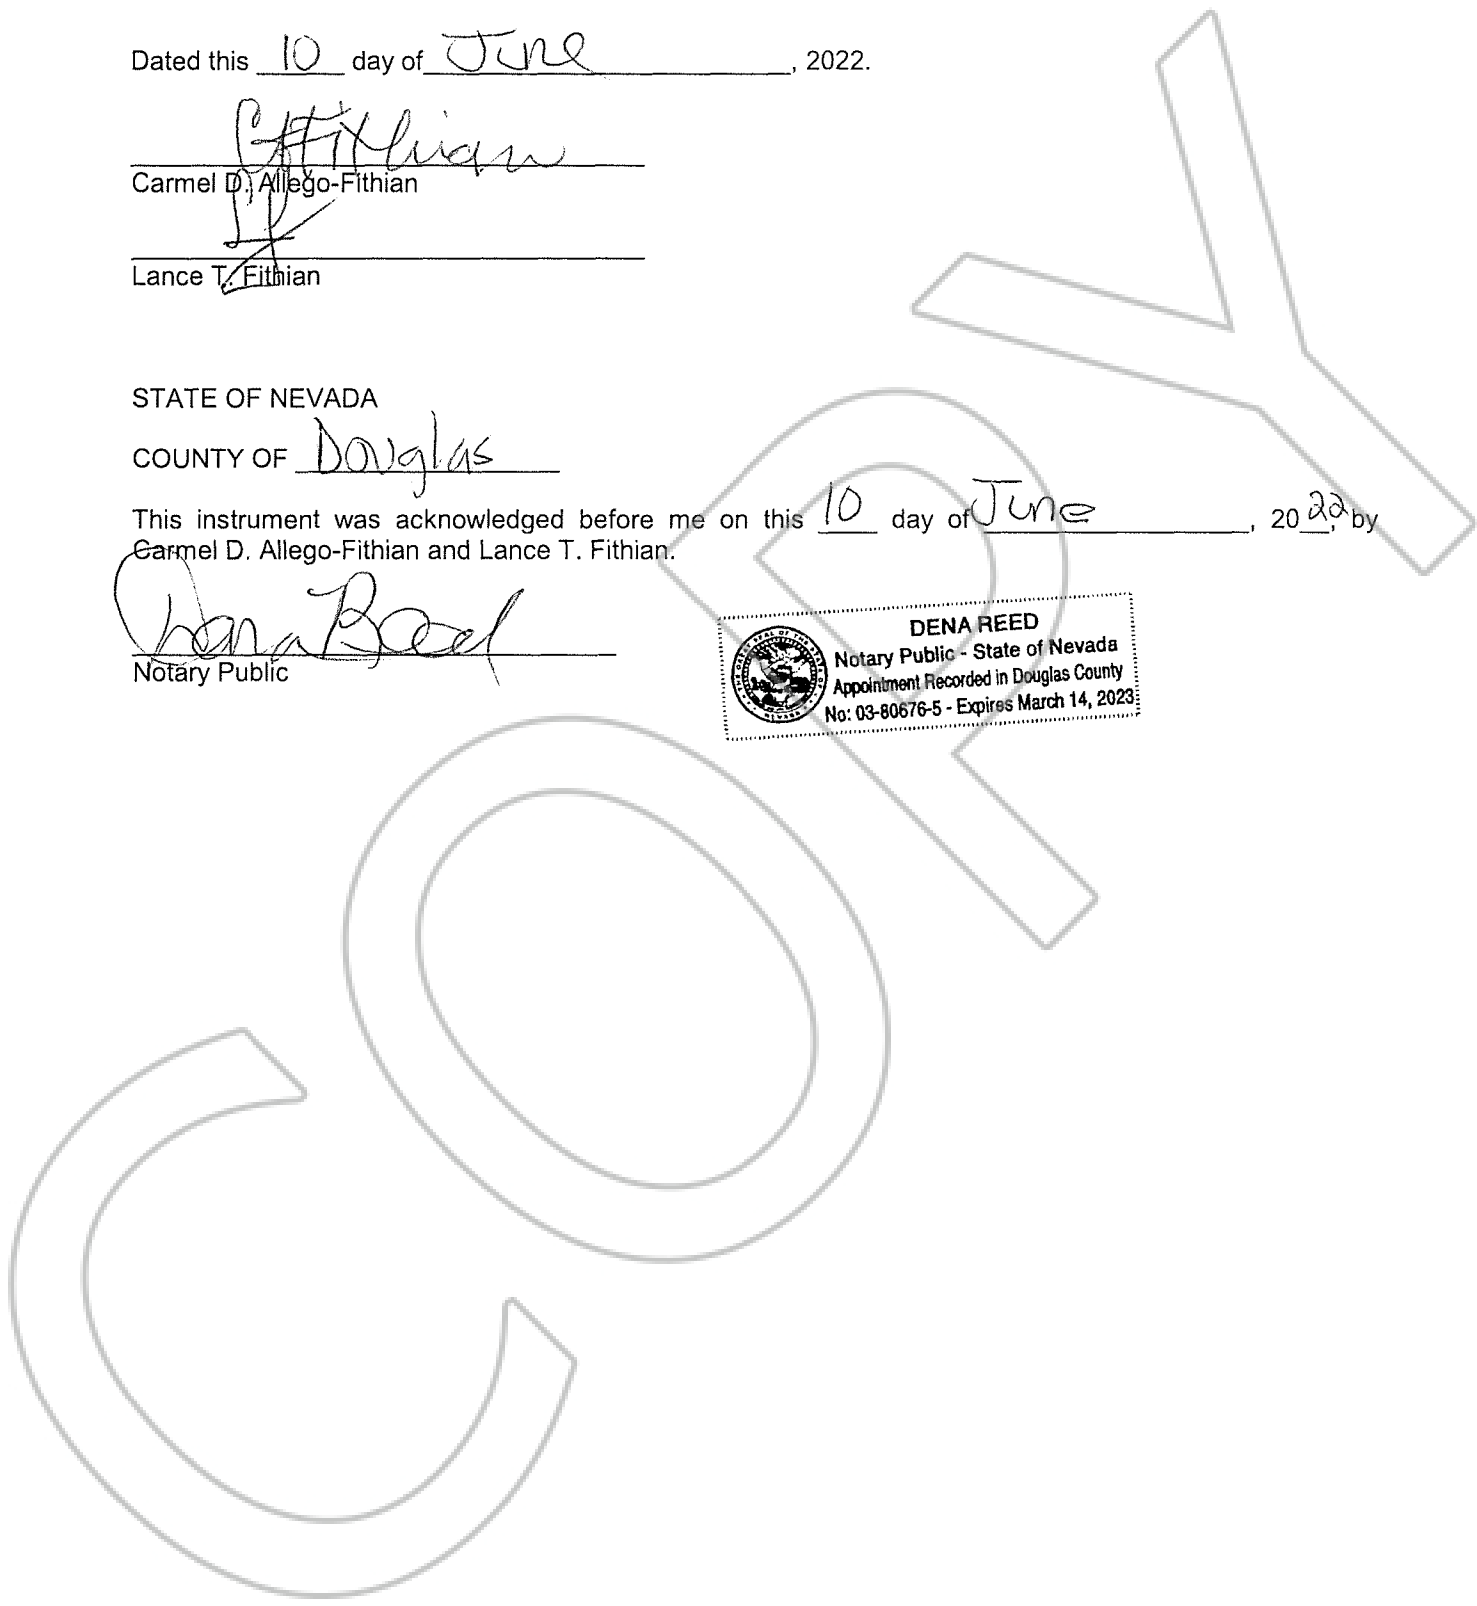 Dated this 10 day of June, 2022.
CAFithian
Carmel D. Allego-Fithian
Lance T. Fithian
STATE OF NEVADA
COUNTY OF Douglas
This instrument was acknowledged before me on this 10 day of June, 2022, by
Carmel D. Allego-Fithian and Lance T. Fithian.
Dena Reed
Notary Public
DENA REED
Notary Public - State of Nevada
Appointment Recorded in Douglas County
No: 03-80676-5 - Expires March 14, 2023
COPY